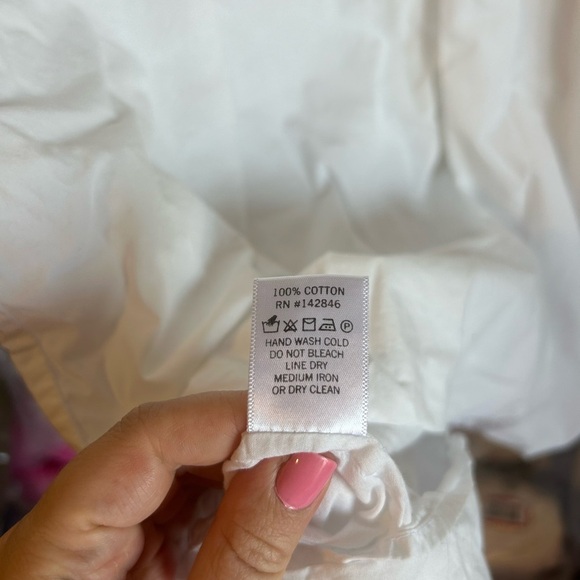 100% COTTON
RN #142846
HAND WASH COLD
DO NOT BLEACH
LINE DRY
MEDIUM IRON
OR DRY CLEAN